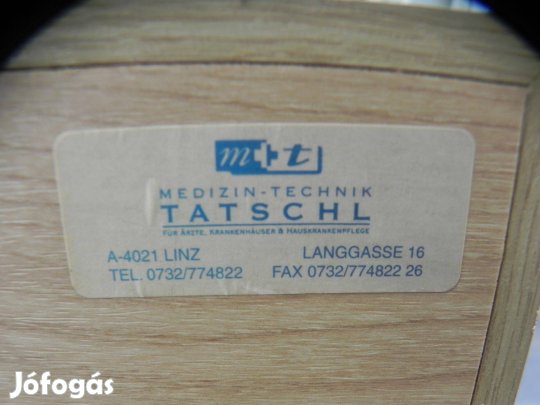 m+t
MEDIZIN-TECHNIK
TATSCHL
FÜR ÄRZTE, KRANKENHÄUSER & HAUSKRANKENPFLEGE
A-4021 LINZ LANGGASSE 16
TEL. 0732/774822 FAX 0732/774822 26
Jófogás